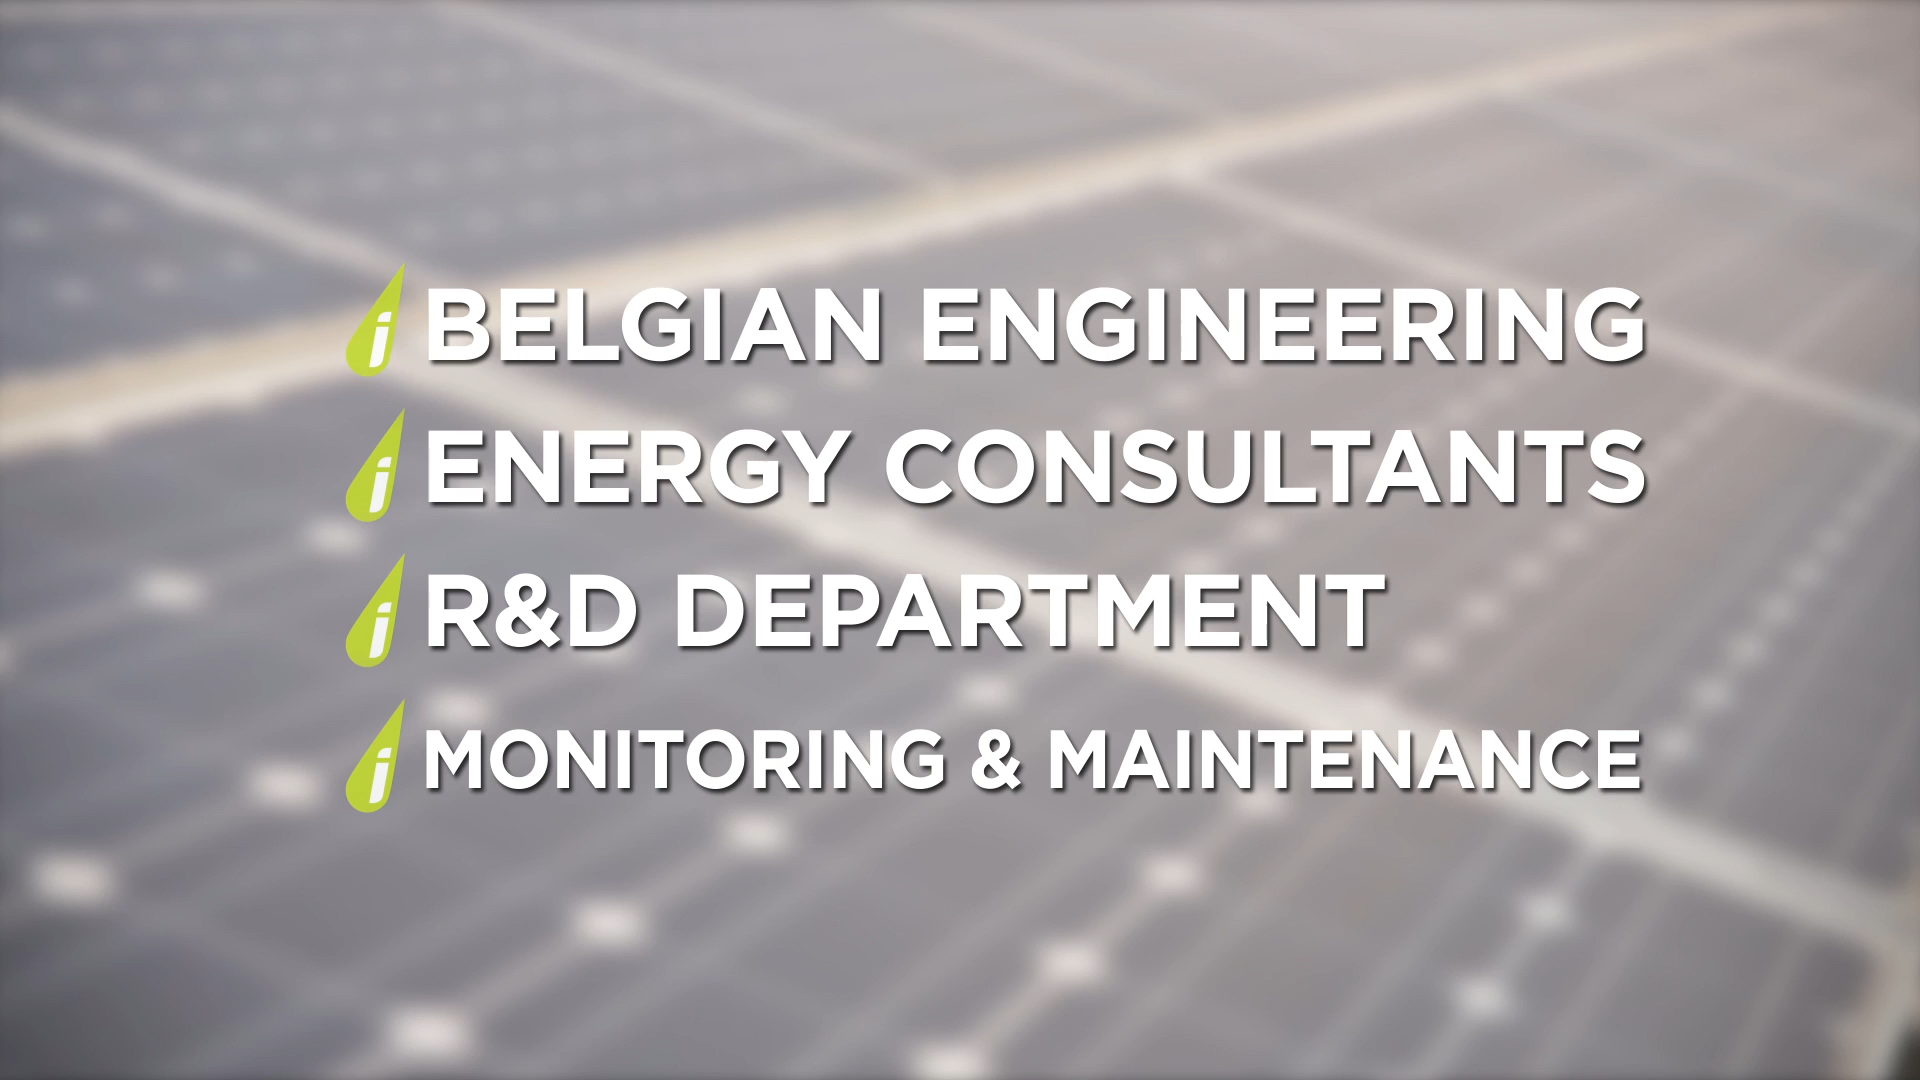 i BELGIAN ENGINEERING
i ENERGY CONSULTANTS
i R&D DEPARTMENT
i MONITORING & MAINTENANCE